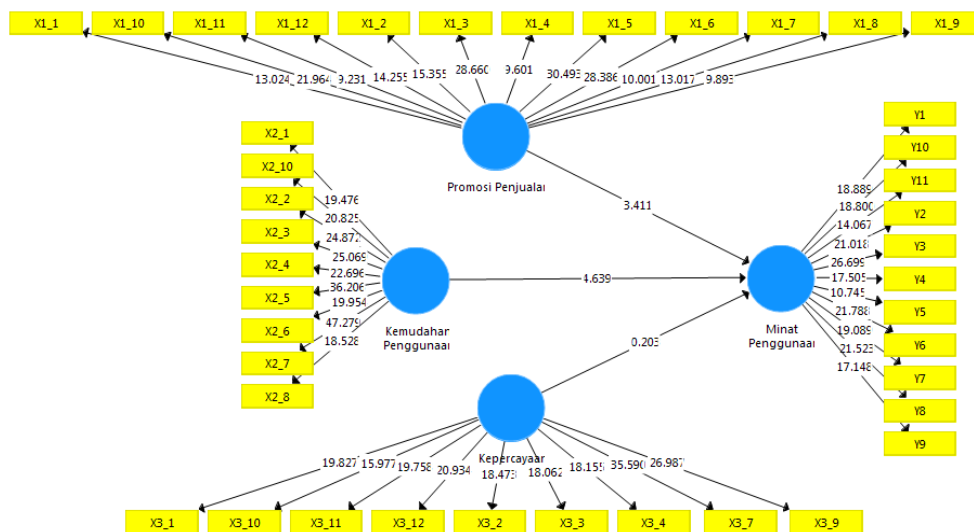 X1_1 X1_10 X1_11 X1_12 X1_2 X1_3 X1_4 X1_5 X1_6 X1_7 X1_8 X1_9
13.024 21.964 9.231 14.255 15.355 28.660 9.601 30.493 28.386 10.001 13.017 9.893
Promosi Penjualan
3.411
X2_1
X2_10
X2_2
X2_3
X2_4
X2_5
X2_6
X2_7
X2_8
19.476
20.825
24.872
25.069
22.696
36.206
19.954
47.279
18.528
Kemudahan
Penggunaan
4.639
Y1
Y10
Y11
Y2
Y3
Y4
Y5
Y6
Y7
Y8
Y9
18.889
18.800
14.067
21.018
26.699
17.505
10.745
21.788
19.089
21.523
17.148
Minat
Penggunaan
0.203
Kepercayaan
19.827 15.977 19.758 20.934 18.473 18.062 18.155 35.590 26.987
X3_1 X3_10 X3_11 X3_12 X3_2 X3_3 X3_4 X3_7 X3_9